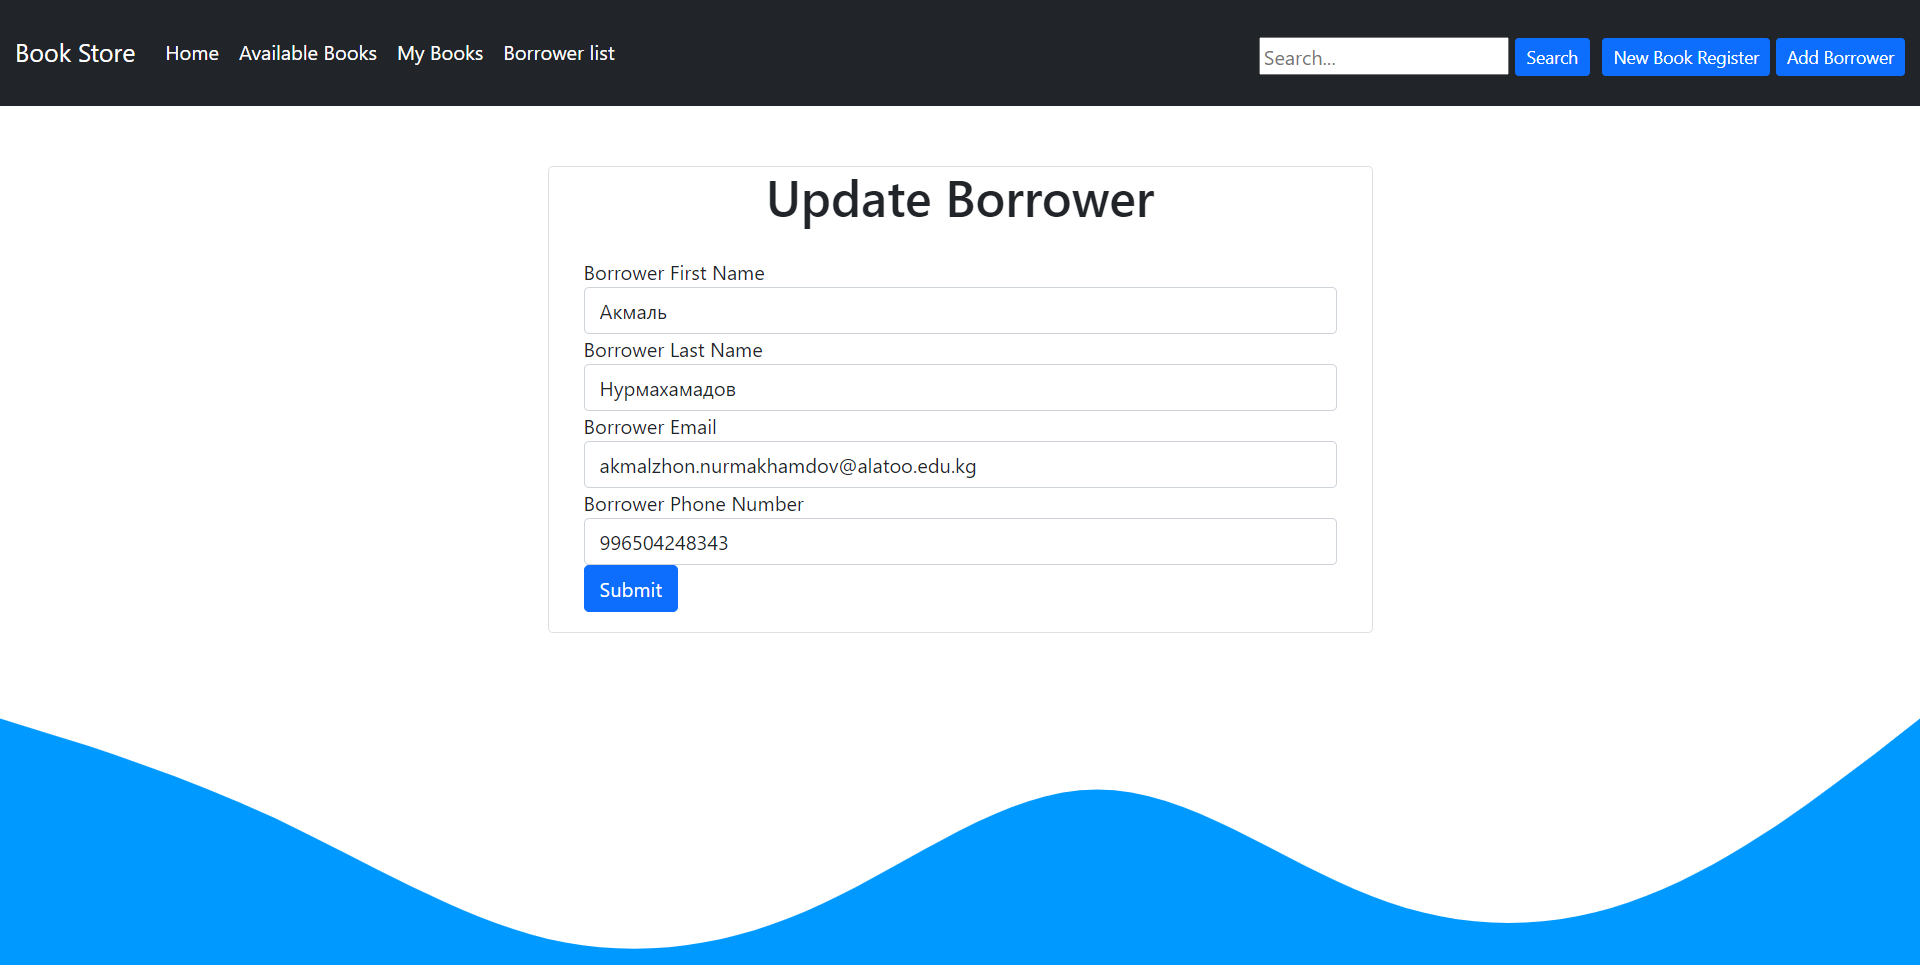 Book Store Home Available Books My Books Borrower list Search... Search New Book Register Add Borrower
Update Borrower
Borrower First Name
Акмаль
Borrower Last Name
Нурмахамадов
Borrower Email
akmalzhon.nurmakhamdov@alatoo.edu.kg
Borrower Phone Number
996504248343
Submit